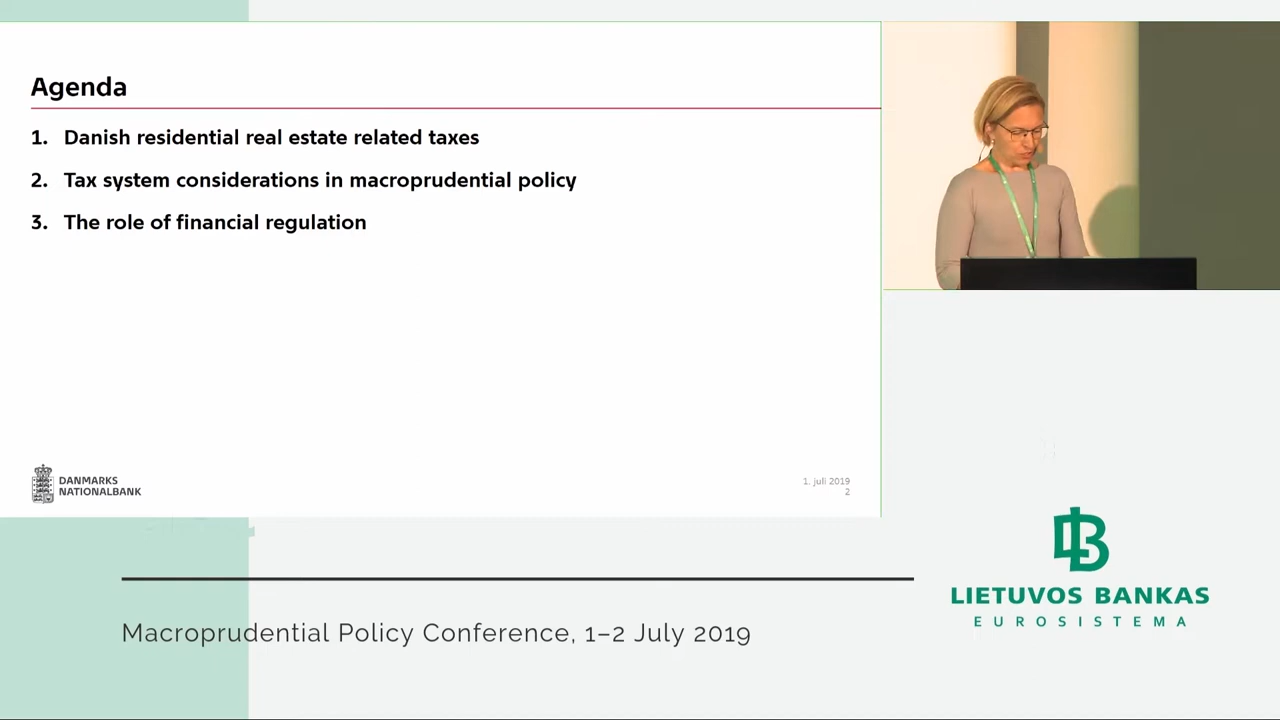 Agenda
1. Danish residential real estate related taxes
2. Tax system considerations in macroprudential policy
3. The role of financial regulation
DANMARKS
NATIONALBANK
1. juli 2019
2
LIETUVOS BANKAS
EUROSISTEMA
Macroprudential Policy Conference, 1–2 July 2019